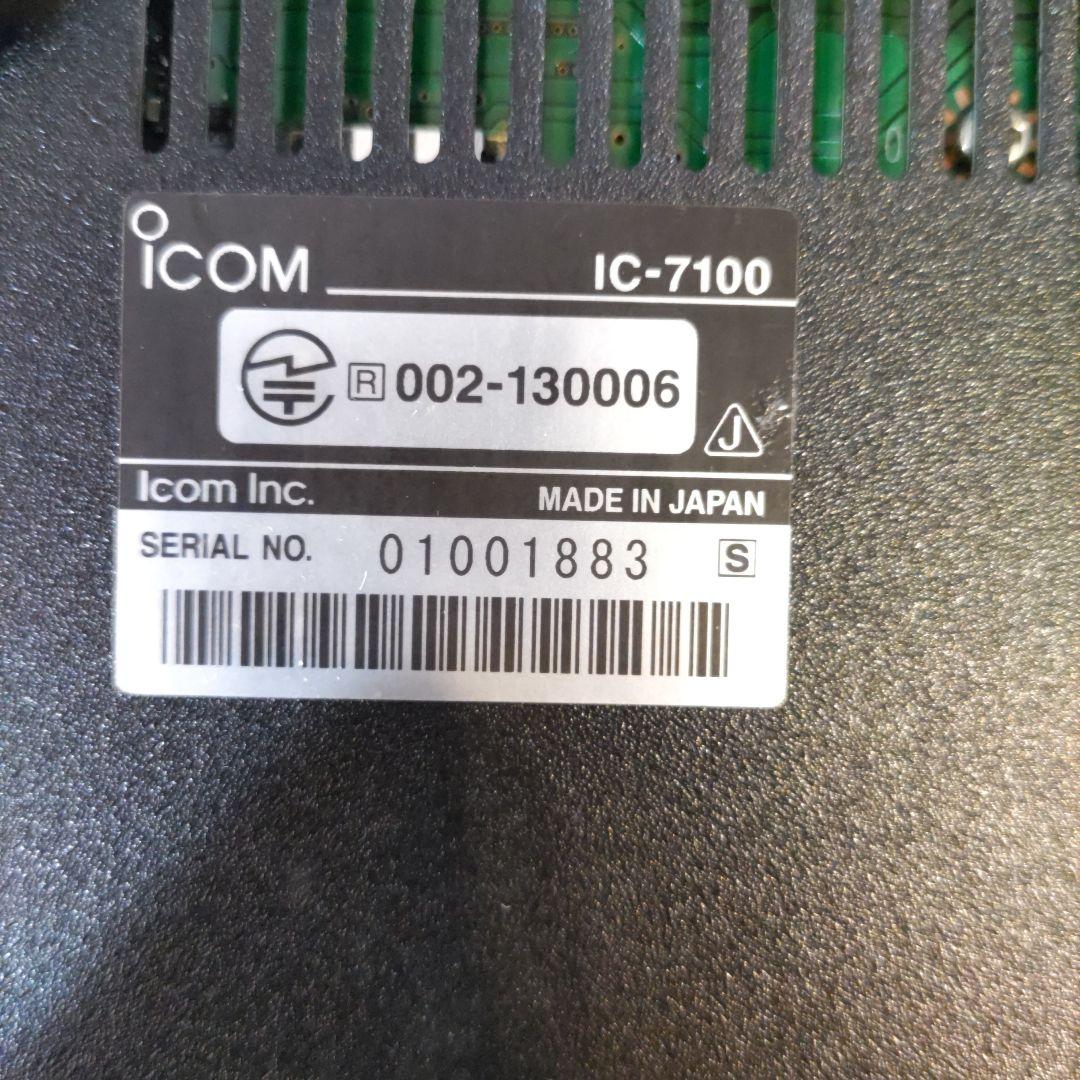 ICOM IC-7100
R 002-130006
J
Icom Inc. MADE IN JAPAN
SERIAL NO. 01001883 S